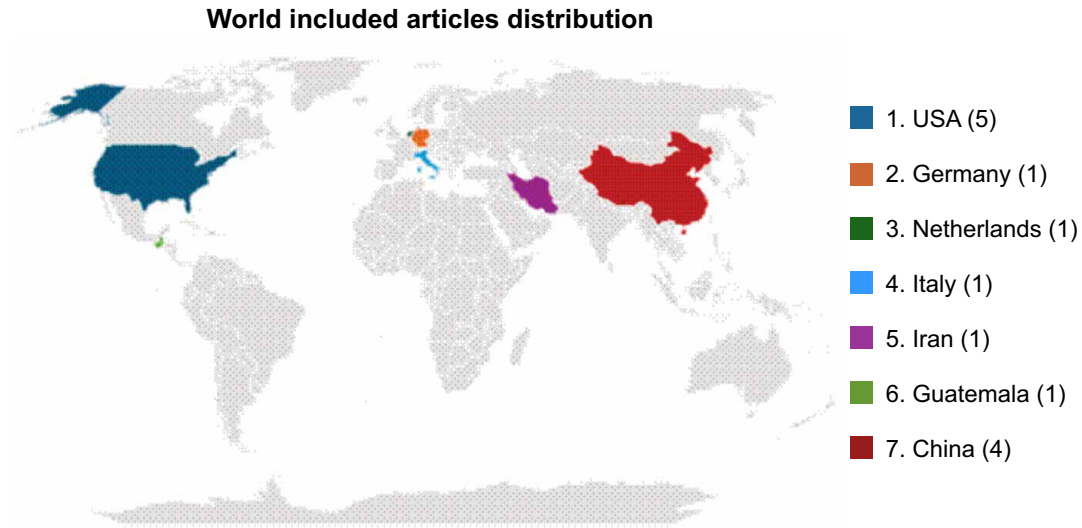 World included articles distribution
1. USA (5)
2. Germany (1)
3. Netherlands (1)
4. Italy (1)
5. Iran (1)
6. Guatemala (1)
7. China (4)